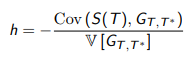 h = − Cov (S(T), G_{T,T*}) / 𝕍 [G_{T,T*}]